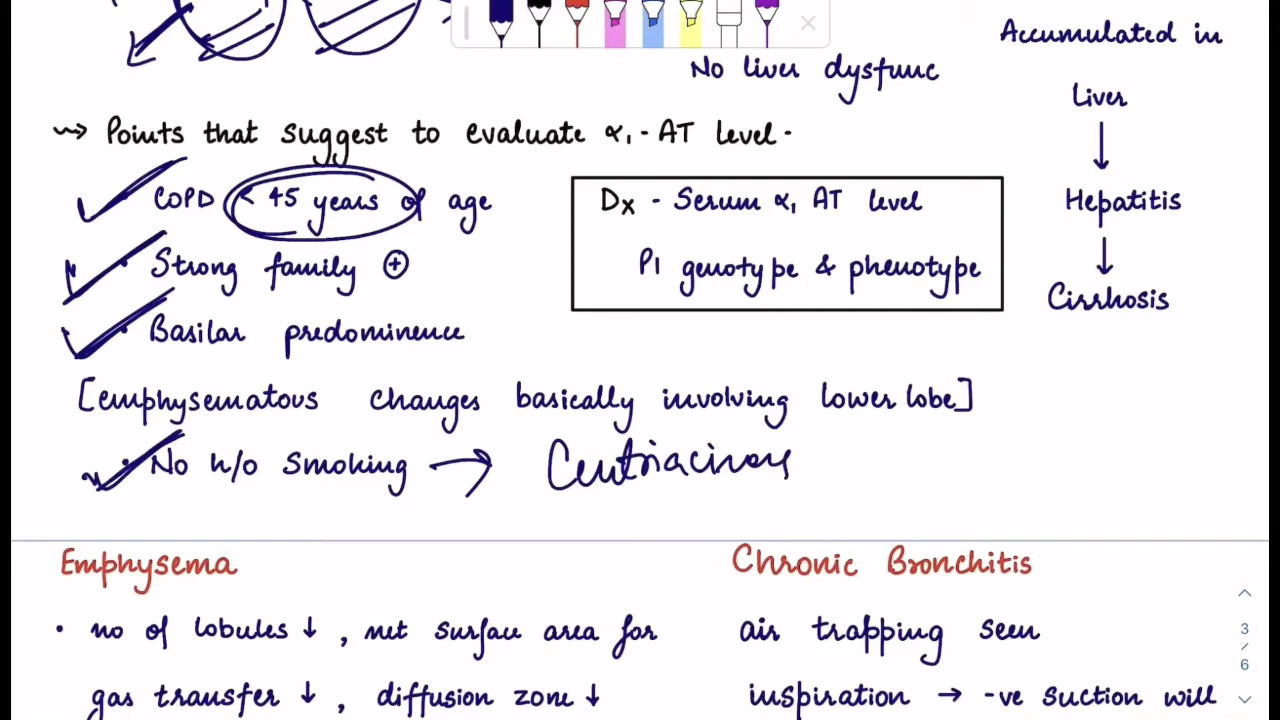 Accumulated in
No liver dysfunc
Liver
⇝ Points that suggest to evaluate α1 - AT level -
COPD < 45 years of age
Dx - Serum α1 AT level
Hepatitis
• Strong family ⊕
PI genotype & phenotype
Cirrhosis
• Basilar predominence
[emphysematous changes basically involving lower lobe]
• No h/o smoking → Centriacinar
Emphysema
Chronic Bronchitis
• no of lobules ↓, net surface area for
air trapping seen
gas transfer ↓, diffusion zone ↓
inspiration → -ve suction will
3
/
6